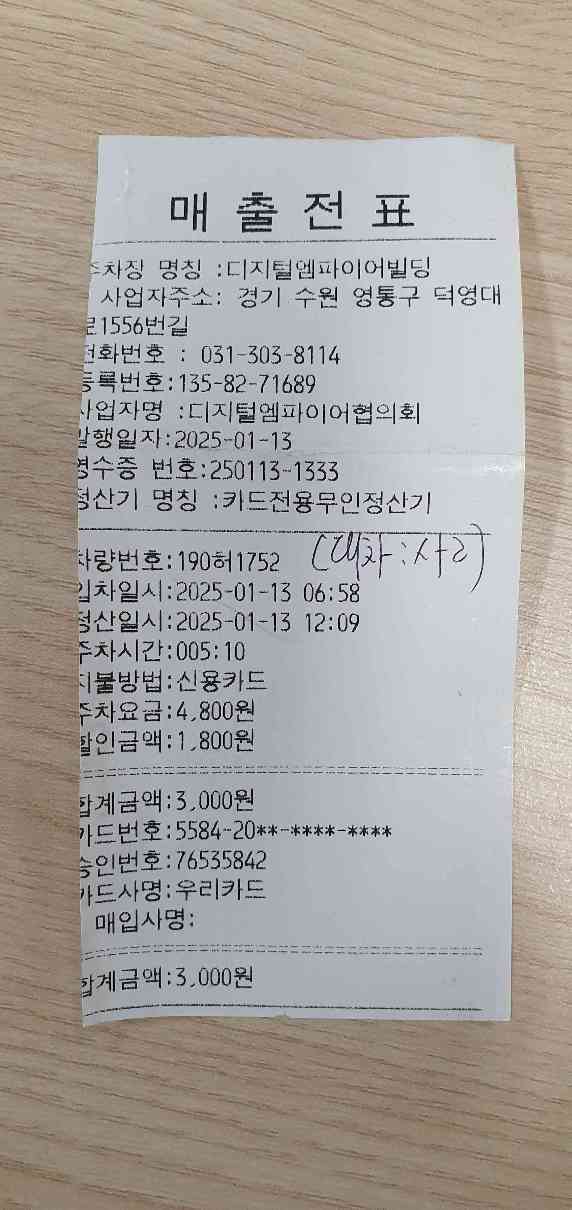 매출전표
주차장 명칭 :디지털엠파이어빌딩
사업자주소: 경기 수원 영통구 덕영대
로1556번길
전화번호 : 031-303-8114
등록번호:135-82-71689
사업자명 :디지털엠파이어협의회
발행일자:2025-01-13
영수증 번호:250113-1333
정산기 명칭 :카드전용무인정산기
차량번호:190허1752 (대차:
입차일시:2025-01-13 06:58
정산일시:2025-01-13 12:09
주차시간:005:10
지불방법:신용카드
주차요금:4,800원
할인금액:1,800원
합계금액:3,000원
카드번호:5584-20**-****-****
승인번호:76535842
카드사명:우리카드
매입사명:
합계금액:3,000원